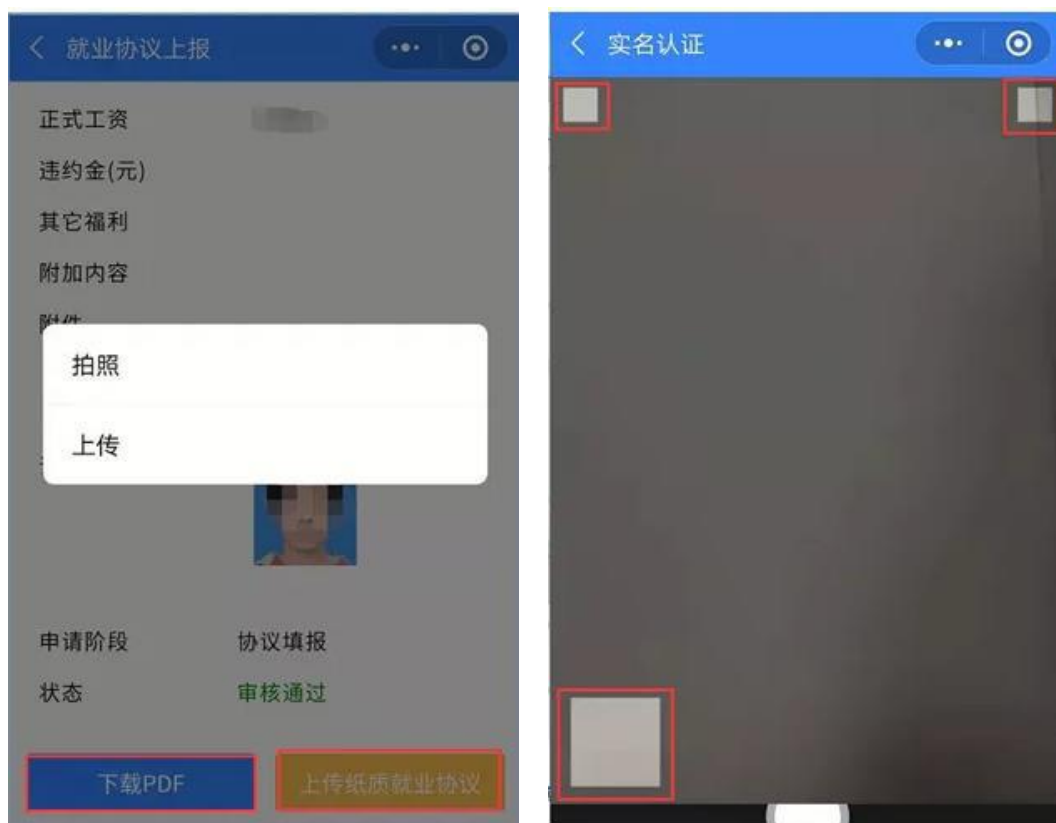 就业协议上报
正式工资
违约金(元)
其它福利
附加内容
附件
拍照
上传
申请阶段 协议填报
状态 审核通过
下载PDF 上传纸质就业协议
实名认证